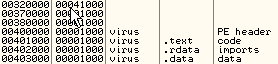 00320000 00041000
00370000 00001000
00400000 00001000 virus PE header
00401000 00001000 virus .text code
00402000 00001000 virus .rdata imports
00403000 00001000 virus .data data